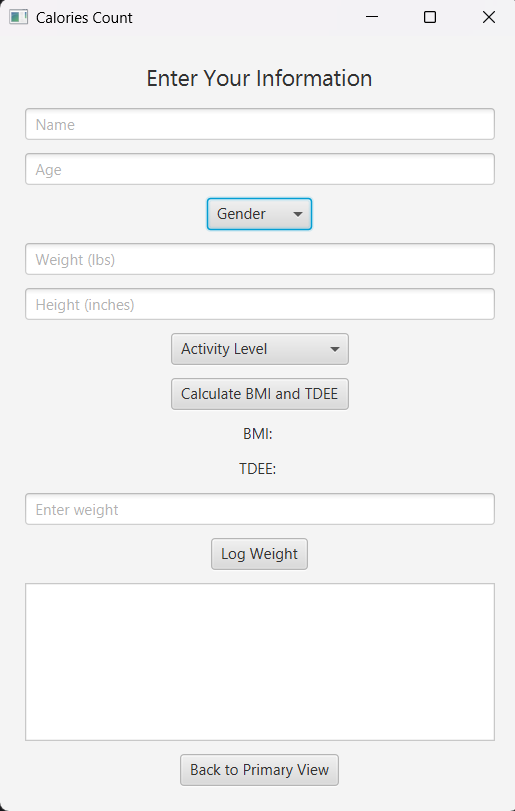 Calories Count
Enter Your Information
Name
Age
Gender
Weight (lbs)
Height (inches)
Activity Level
Calculate BMI and TDEE
BMI:
TDEE:
Enter weight
Log Weight
Back to Primary View